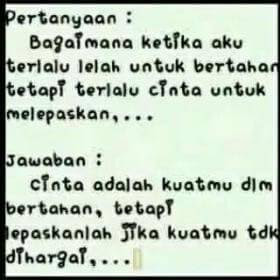 Pertanyaan :
Bagaimana ketika aku
terlalu lelah untuk bertahan
tetapi terlalu cinta untuk
melepaskan,...
Jawaban :
cinta adalah kuatmu dlm
bertahan, tetapi
lepaskanlah jika kuatmu tdk
dihargai,...